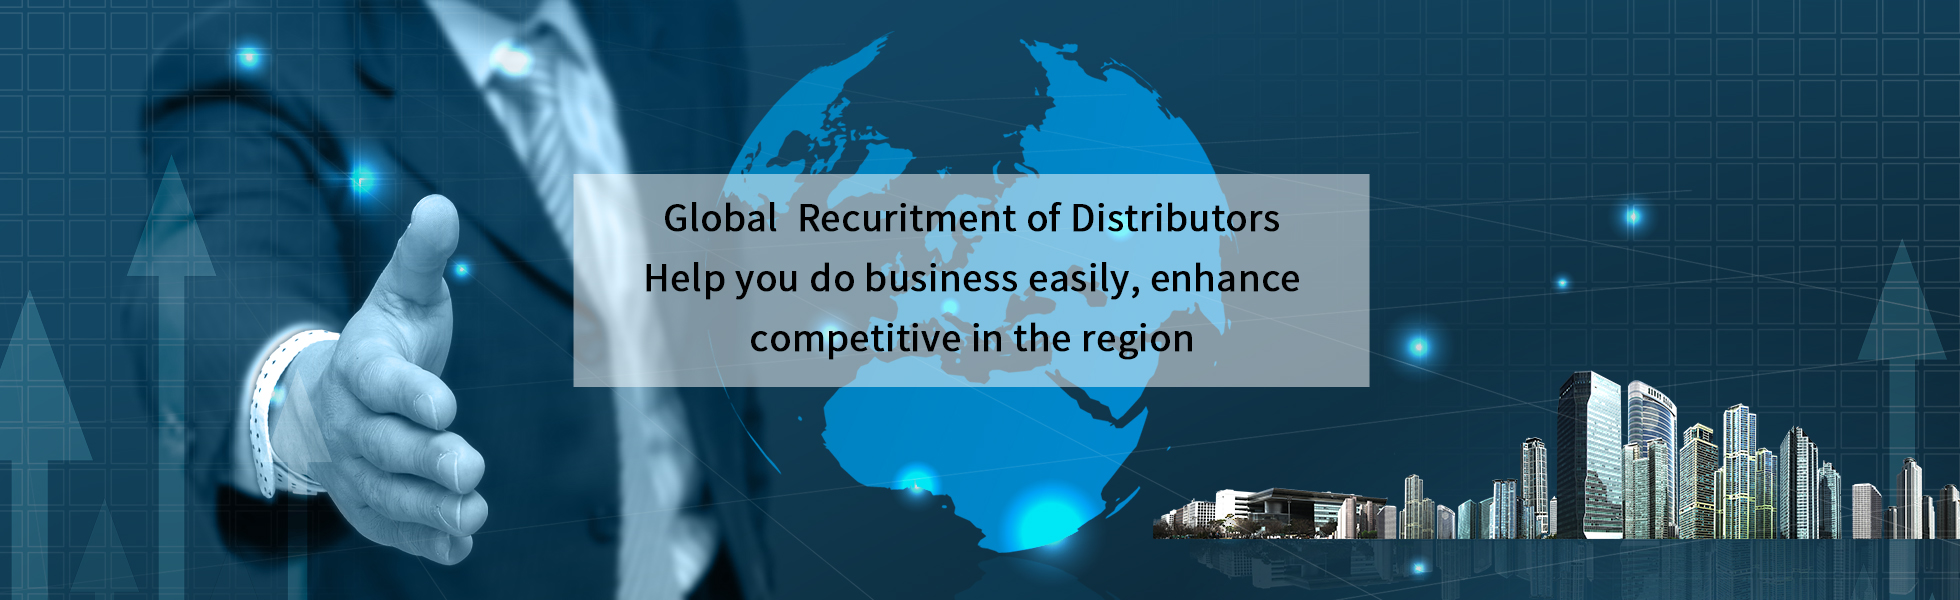 Global  Recuritment of Distributors
Help you do business easily, enhance
competitive in the region